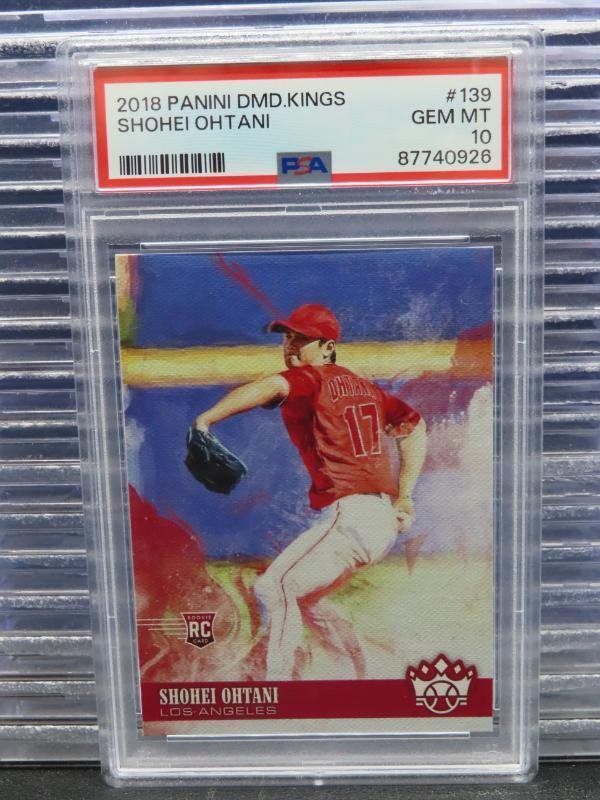 2018 PANINI DMD.KINGS #139
SHOHEI OHTANI GEM MT
10
PSA 87740926
OHTANI
17
ROOKIE
RC
CARD
SHOHEI OHTANI
LOS ANGELES